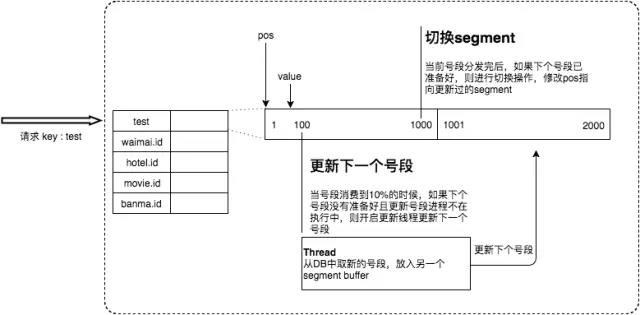 切换segment
pos
当前号段分发完后，如果下个号段已
准备好，则进行切换操作，修改pos指
向更新过的segment
value
test
1
100
1000
1001
2000
请求 key : test
waimai.id
hotel.id
movie.id
banma.id
更新下一个号段
当号段消费到10%的时候，如果下个
号段没有准备好且更新号段进程不在
执行中，则开启更新线程更新下一个
号段
Thread
从DB中取新的号段，放入另一个
segment buffer
更新下个号段